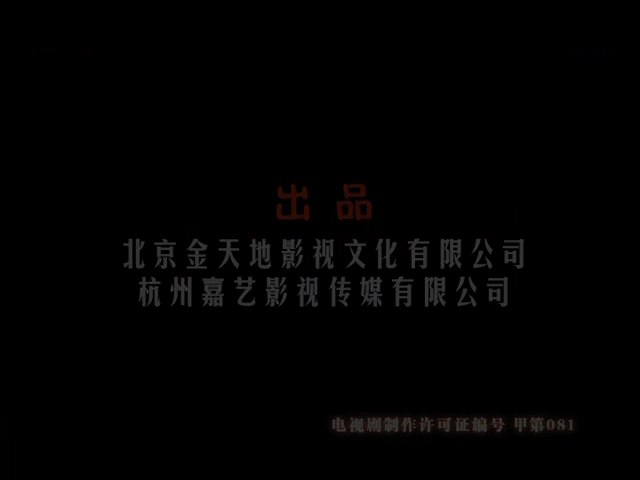 出品
北京金天地影视文化有限公司
杭州嘉艺影视传媒有限公司
电视剧制作许可证编号 甲第081